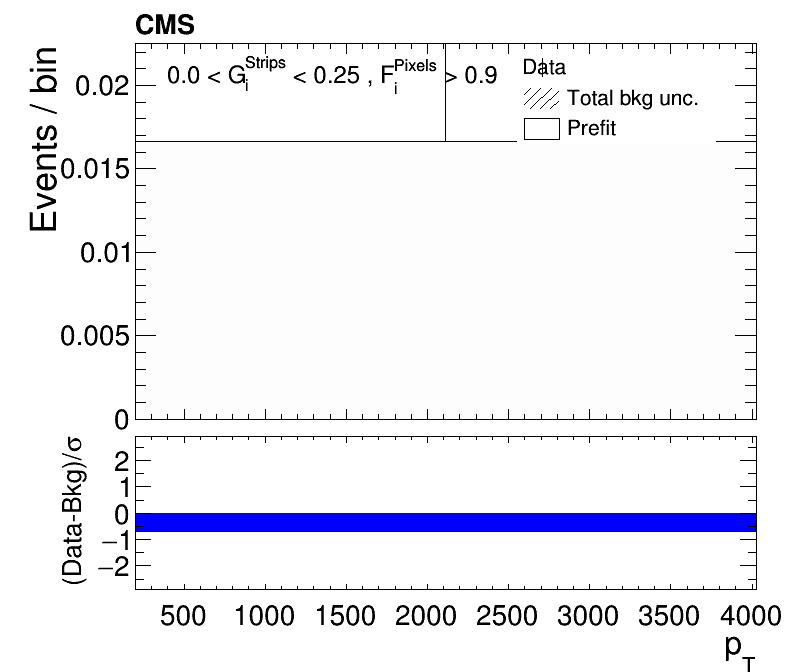 CMS
0.0 < G_i^Strips < 0.25 , F_i^Pixels > 0.9
Data
Total bkg unc.
Prefit
Events / bin
0.02
0.015
0.01
0.005
0
(Data-Bkg)/σ
2
1
0
−1
−2
500 1000 1500 2000 2500 3000 3500 4000
p_T